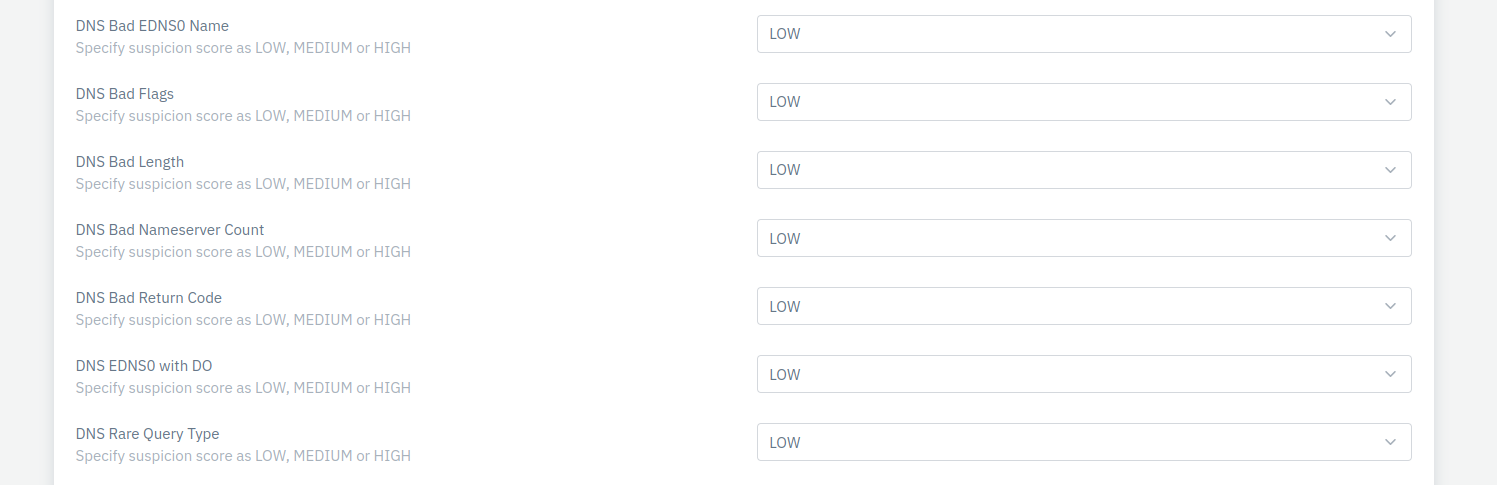 DNS Bad EDNS0 Name
LOW
Specify suspicion score as LOW, MEDIUM or HIGH
DNS Bad Flags
LOW
Specify suspicion score as LOW, MEDIUM or HIGH
DNS Bad Length
LOW
Specify suspicion score as LOW, MEDIUM or HIGH
DNS Bad Nameserver Count
LOW
Specify suspicion score as LOW, MEDIUM or HIGH
DNS Bad Return Code
LOW
Specify suspicion score as LOW, MEDIUM or HIGH
DNS EDNS0 with DO
LOW
Specify suspicion score as LOW, MEDIUM or HIGH
DNS Rare Query Type
LOW
Specify suspicion score as LOW, MEDIUM or HIGH